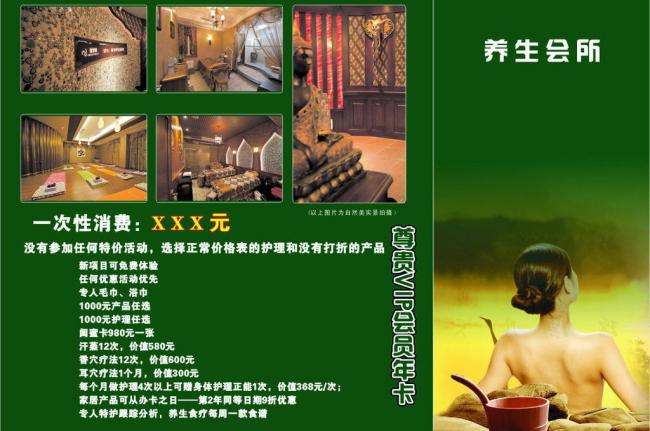 养生会所
(以上图片为自然美实景拍摄)
一次性消费：XXX元
没有参加任何特价活动，选择正常价格表的护理和没有打折的产品
新项目可免费体验
任何优惠活动优先
专人毛巾、浴巾
1000元产品任选
1000元护理任选
闺蜜卡980元一张
汗蒸12次，价值580元
香穴疗法12次，价值600元
耳穴疗法1个月，价值300元
每个月做护理4次以上可赠身体护理正能1次，价值368元/次；
家居产品可从办卡之日——第2年同等日期9折优惠
专人特护跟踪分析，养生食疗每周一款食谱
尊贵VIP会员年卡